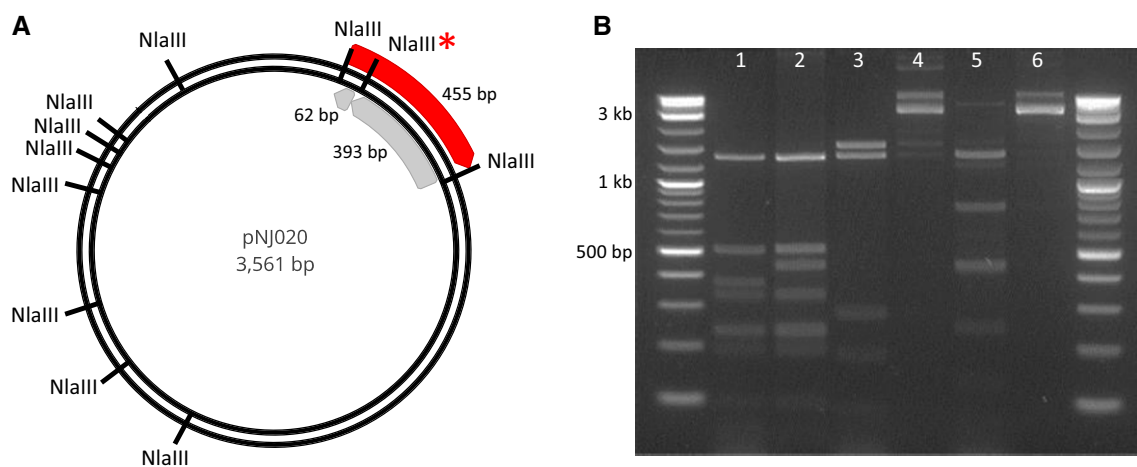 A
NlaIII
NlaIII
NlaIII*
NlaIII
NlaIII
NlaIII
NlaIII
NlaIII
NlaIII
NlaIII
NlaIII
455 bp
62 bp
393 bp
pNJ020
3,561 bp
B
1 2 3 4 5 6
3 kb
1 kb
500 bp